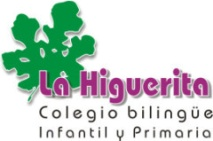 La Higuerita
Colegio bilingüe
Infantil y Primaria